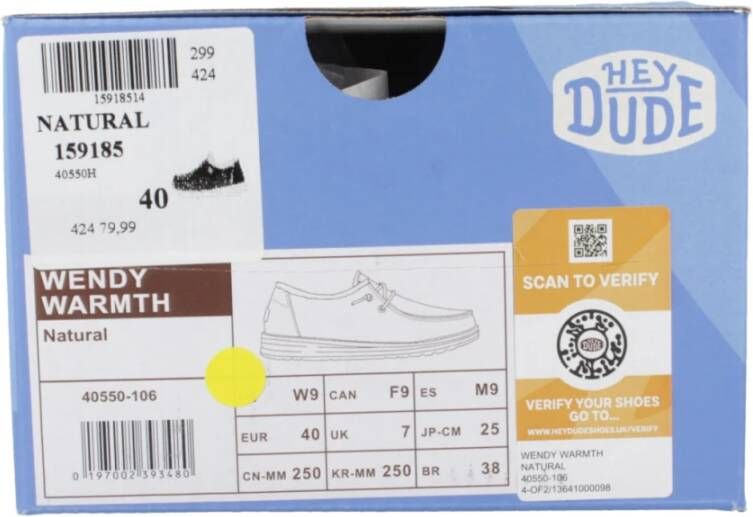 299
424
15918514
NATURAL
159185
40550H
40
424 79,99
HEY
DUDE
WENDY
WARMTH
Natural
40550-106
0 197002 393480
W9 CAN F9 ES M9
EUR 40 UK 7 JP-CM 25
CN-MM 250 KR-MM 250 BR 38
SCAN TO VERIFY
DUDE
VERIFY YOUR SHOES
GO TO...
WWW.HEYDUDESHOES.UK/VERIFY
WENDY WARMTH
NATURAL
40550-106
4-OF2/13641000098